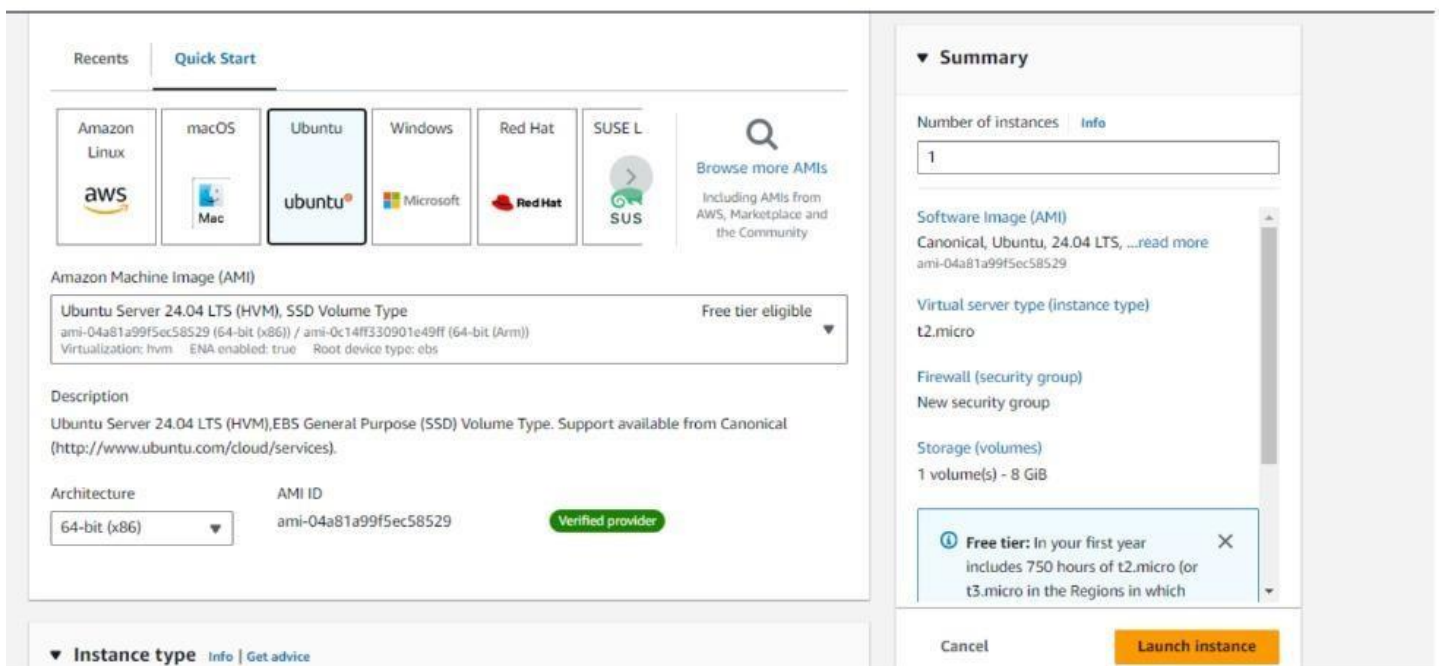 Recents
Quick Start
Amazon
Linux
aws
macOS
Mac
Ubuntu
ubuntu
Windows
Microsoft
Red Hat
Red Hat
SUSE L
SUS
Browse more AMIs
Including AMIs from
AWS, Marketplace and
the Community
Amazon Machine Image (AMI)
Ubuntu Server 24.04 LTS (HVM), SSD Volume Type
Free tier eligible
ami-04a81a99f5ec58529 (64-bit (x86)) / ami-0c14ff330901e49ff (64-bit (Arm))
Virtualization: hvm ENA enabled: true Root device type: ebs
Description
Ubuntu Server 24.04 LTS (HVM),EBS General Purpose (SSD) Volume Type. Support available from Canonical
(http://www.ubuntu.com/cloud/services).
Architecture
AMI ID
64-bit (x86)
ami-04a81a99f5ec58529
Verified provider
▼ Instance type Info | Get advice
▼ Summary
Number of instances Info
1
Software Image (AMI)
Canonical, Ubuntu, 24.04 LTS, ...read more
ami-04a81a99f5ec58529
Virtual server type (instance type)
t2.micro
Firewall (security group)
New security group
Storage (volumes)
1 volume(s) - 8 GiB
Free tier: In your first year
includes 750 hours of t2.micro (or
t3.micro in the Regions in which
Cancel
Launch instance